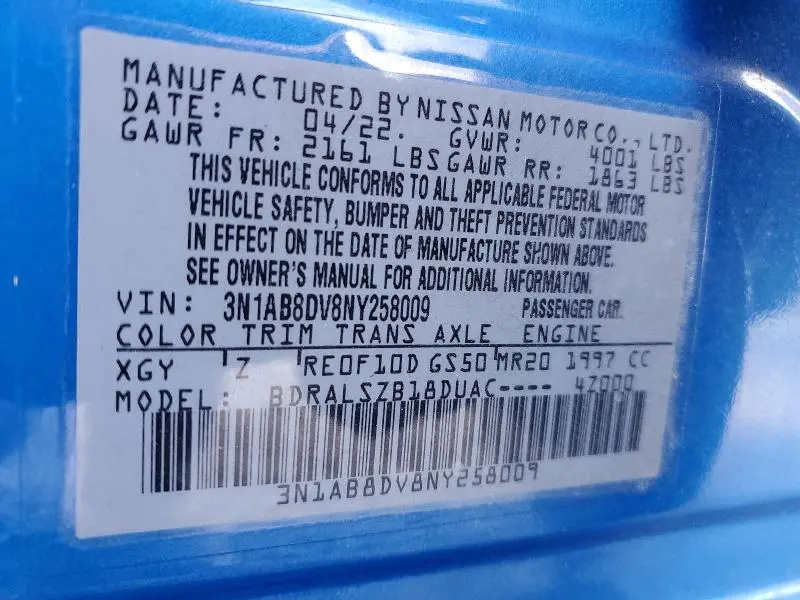 MANUFACTURED BY NISSAN MOTOR CO., LTD.
DATE: 04/22. GVWR: 4001 LBS
GAWR FR: 2161 LBS GAWR RR: 1863 LBS
THIS VEHICLE CONFORMS TO ALL APPLICABLE FEDERAL MOTOR
VEHICLE SAFETY, BUMPER AND THEFT PREVENTION STANDARDS
IN EFFECT ON THE DATE OF MANUFACTURE SHOWN ABOVE.
SEE OWNER'S MANUAL FOR ADDITIONAL INFORMATION.
VIN: 3N1AB8DV8NY258009 PASSENGER CAR
COLOR TRIM TRANS AXLE ENGINE
XGY Z RE0F10D GS50 MR20 1997 CC
MODEL: BDRALSZB18DUAC---- 4Z000
3N1AB8DV8NY258009